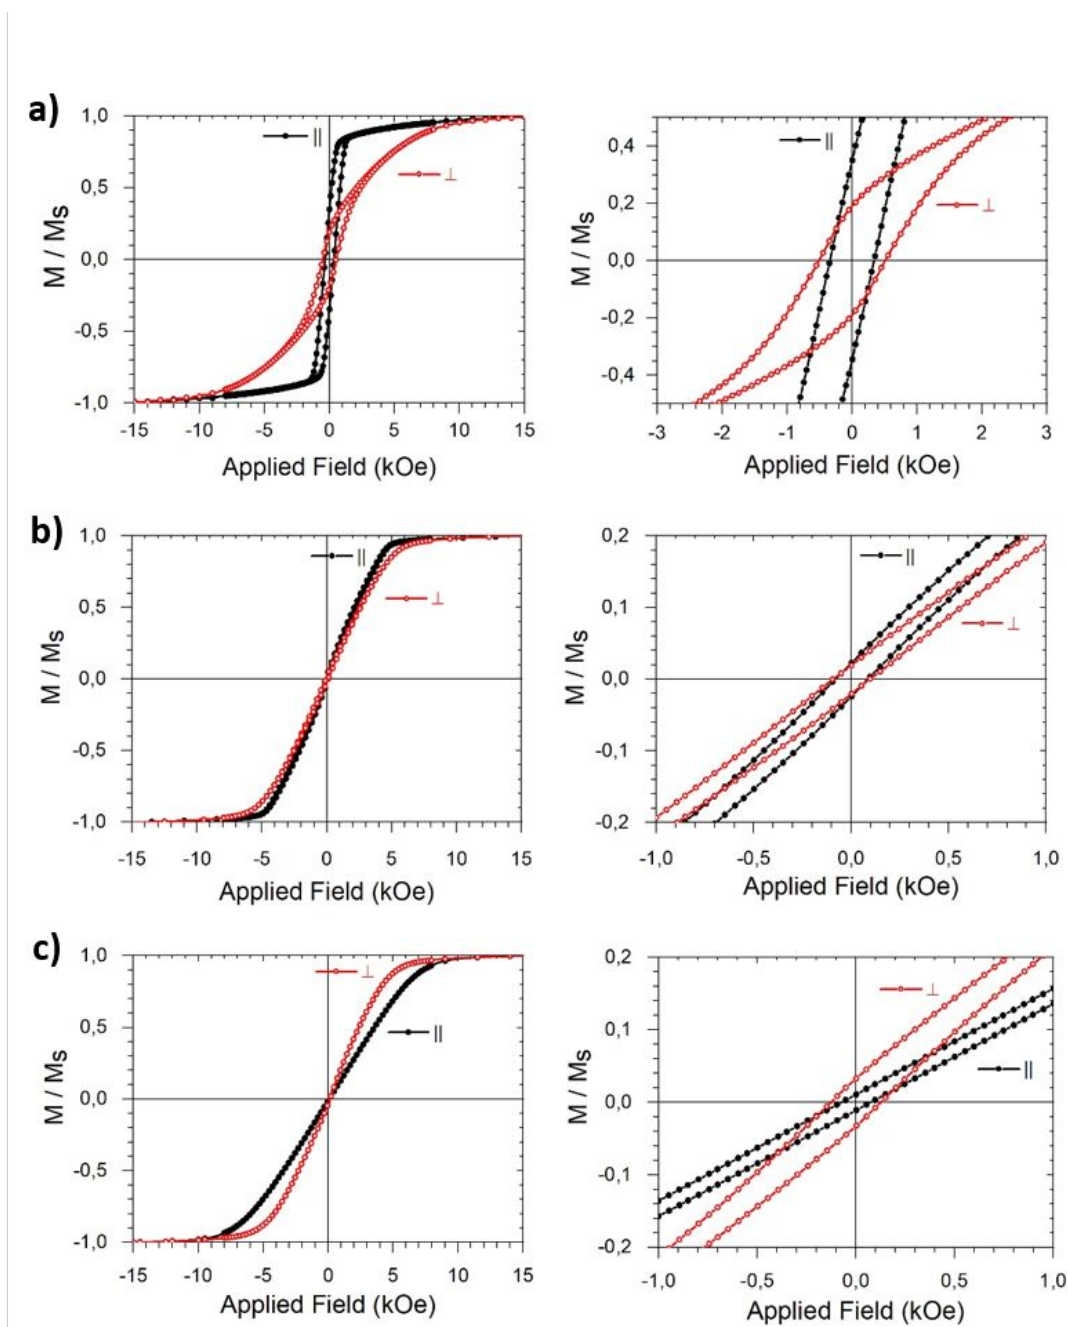 a)
1,0
0,5
0,0
-0,5
-1,0
M / Ms
||
⊥
-15 -10 -5 0 5 10 15
Applied Field (kOe)
0,4
0,2
0,0
-0,2
-0,4
M / Ms
||
⊥
-3 -2 -1 0 1 2 3
Applied Field (kOe)
b)
1,0
0,5
0,0
-0,5
-1,0
M / Ms
||
⊥
-15 -10 -5 0 5 10 15
Applied Field (kOe)
0,2
0,1
0,0
-0,1
-0,2
M / Ms
||
⊥
-1,0 -0,5 0,0 0,5 1,0
Applied Field (kOe)
c)
1,0
0,5
0,0
-0,5
-1,0
M / Ms
⊥
||
-15 -10 -5 0 5 10 15
Applied Field (kOe)
0,2
0,1
0,0
-0,1
-0,2
M / Ms
⊥
||
-1,0 -0,5 0,0 0,5 1,0
Applied Field (kOe)